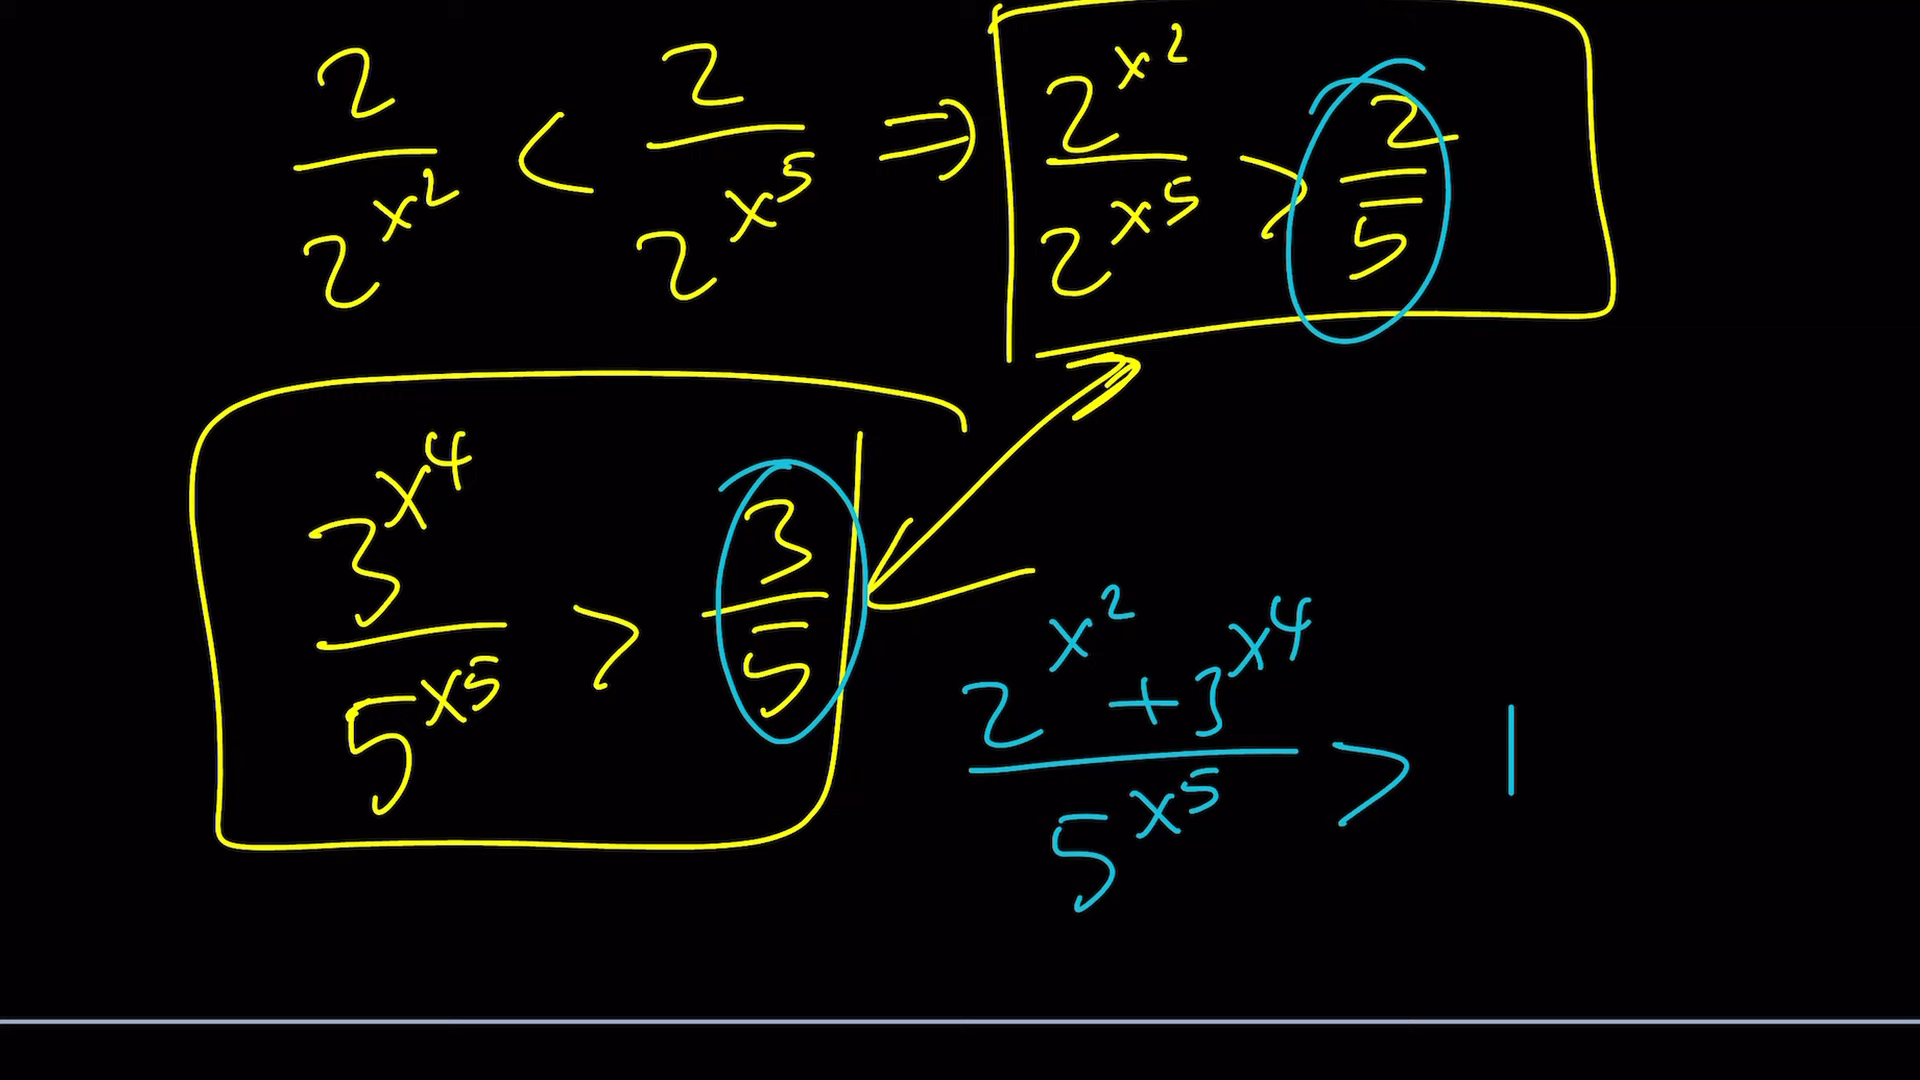 2/2^{x^2} < 2/2^{x^5} ⇒ 2^{x^2}/2^{x^5} > 2/5
3^{x^4}/5^{x^5} > 3/5
(2^{x^2} + 3^{x^4})/5^{x^5} > 1